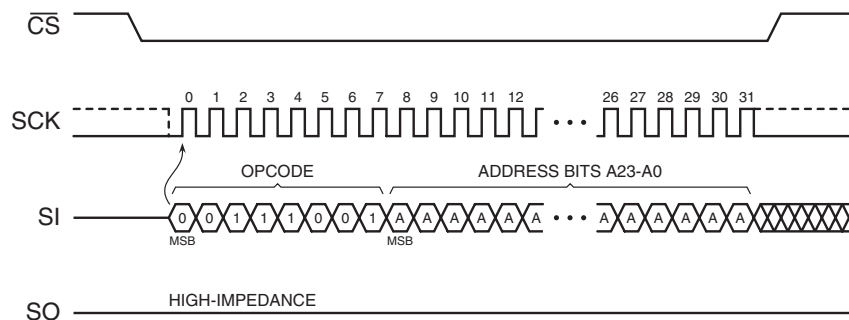 CS
0 1 2 3 4 5 6 7 8 9 10 11 12 26 27 28 29 30 31
SCK
OPCODE ADDRESS BITS A23-A0
SI 0 0 1 1 1 0 0 1 A A A A A A A A A A A A
MSB MSB
HIGH-IMPEDANCE
SO